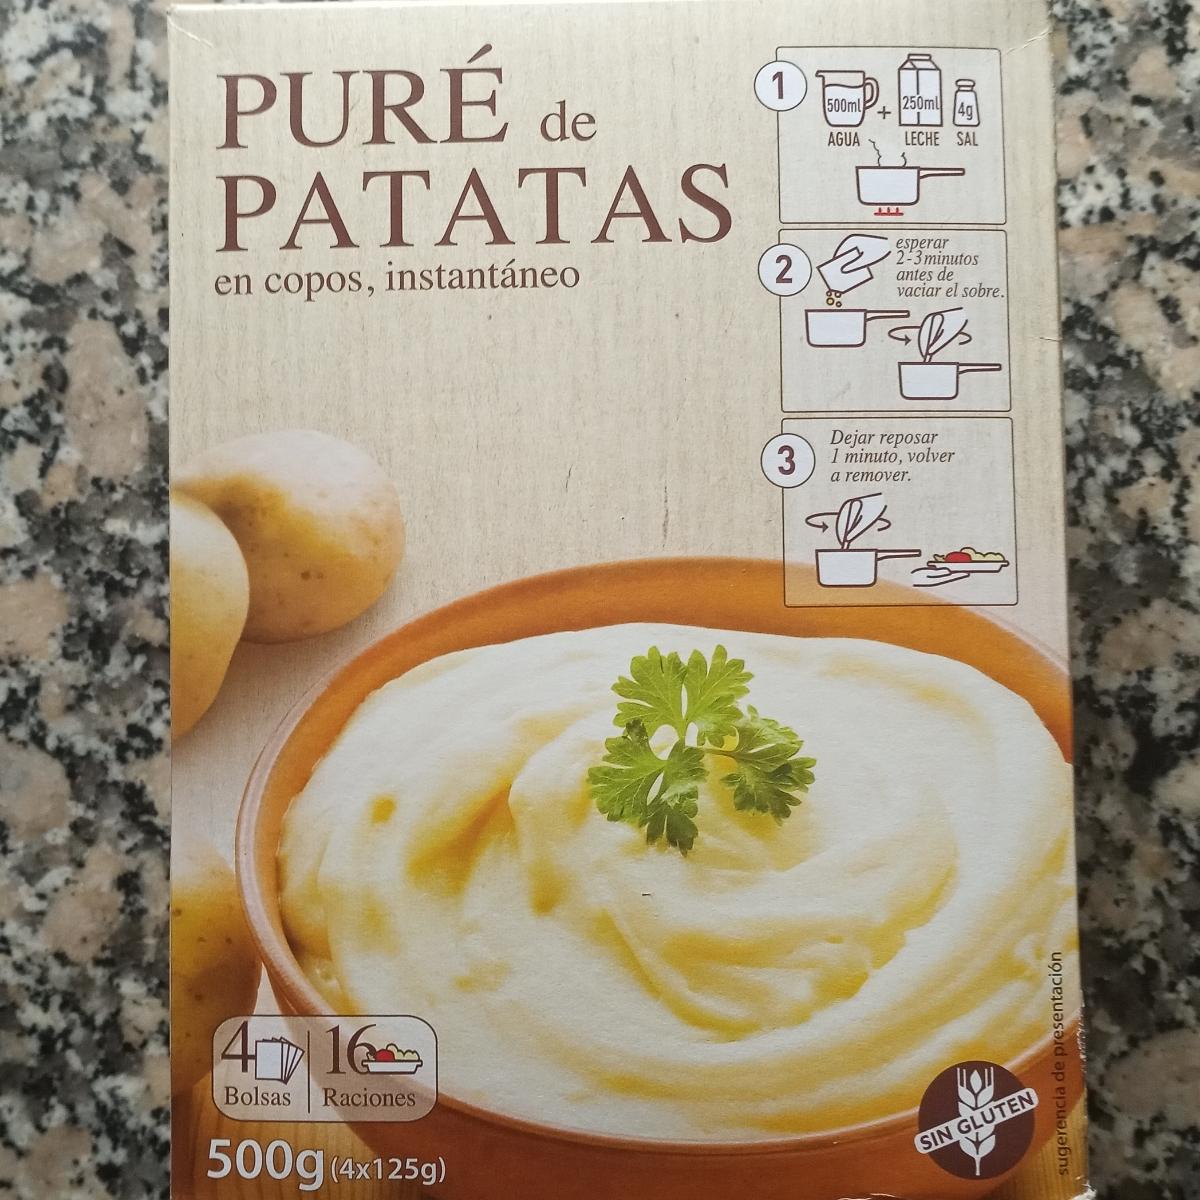 PURÉ de
PATATAS
en copos, instantáneo
1
500ml + 250ml 4g
AGUA LECHE SAL
2
esperar
2-3 minutos
antes de
vaciar el sobre.
3
Dejar reposar
1 minuto, volver
a remover.
4 16
Bolsas Raciones
500g (4x125g)
SIN GLUTEN
sugerencia de presentación